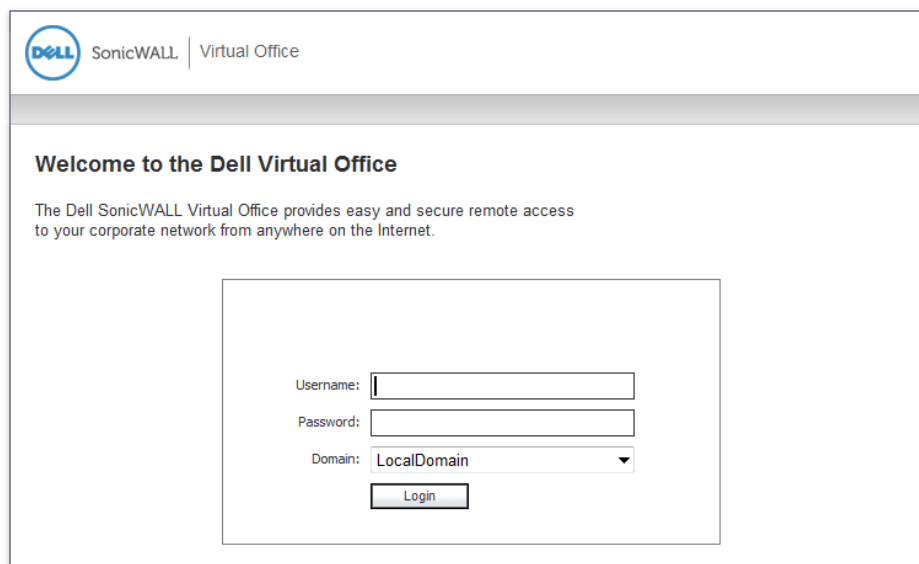 DELL SonicWALL Virtual Office
Welcome to the Dell Virtual Office
The Dell SonicWALL Virtual Office provides easy and secure remote access
to your corporate network from anywhere on the Internet.
Username:
Password:
Domain: LocalDomain
Login